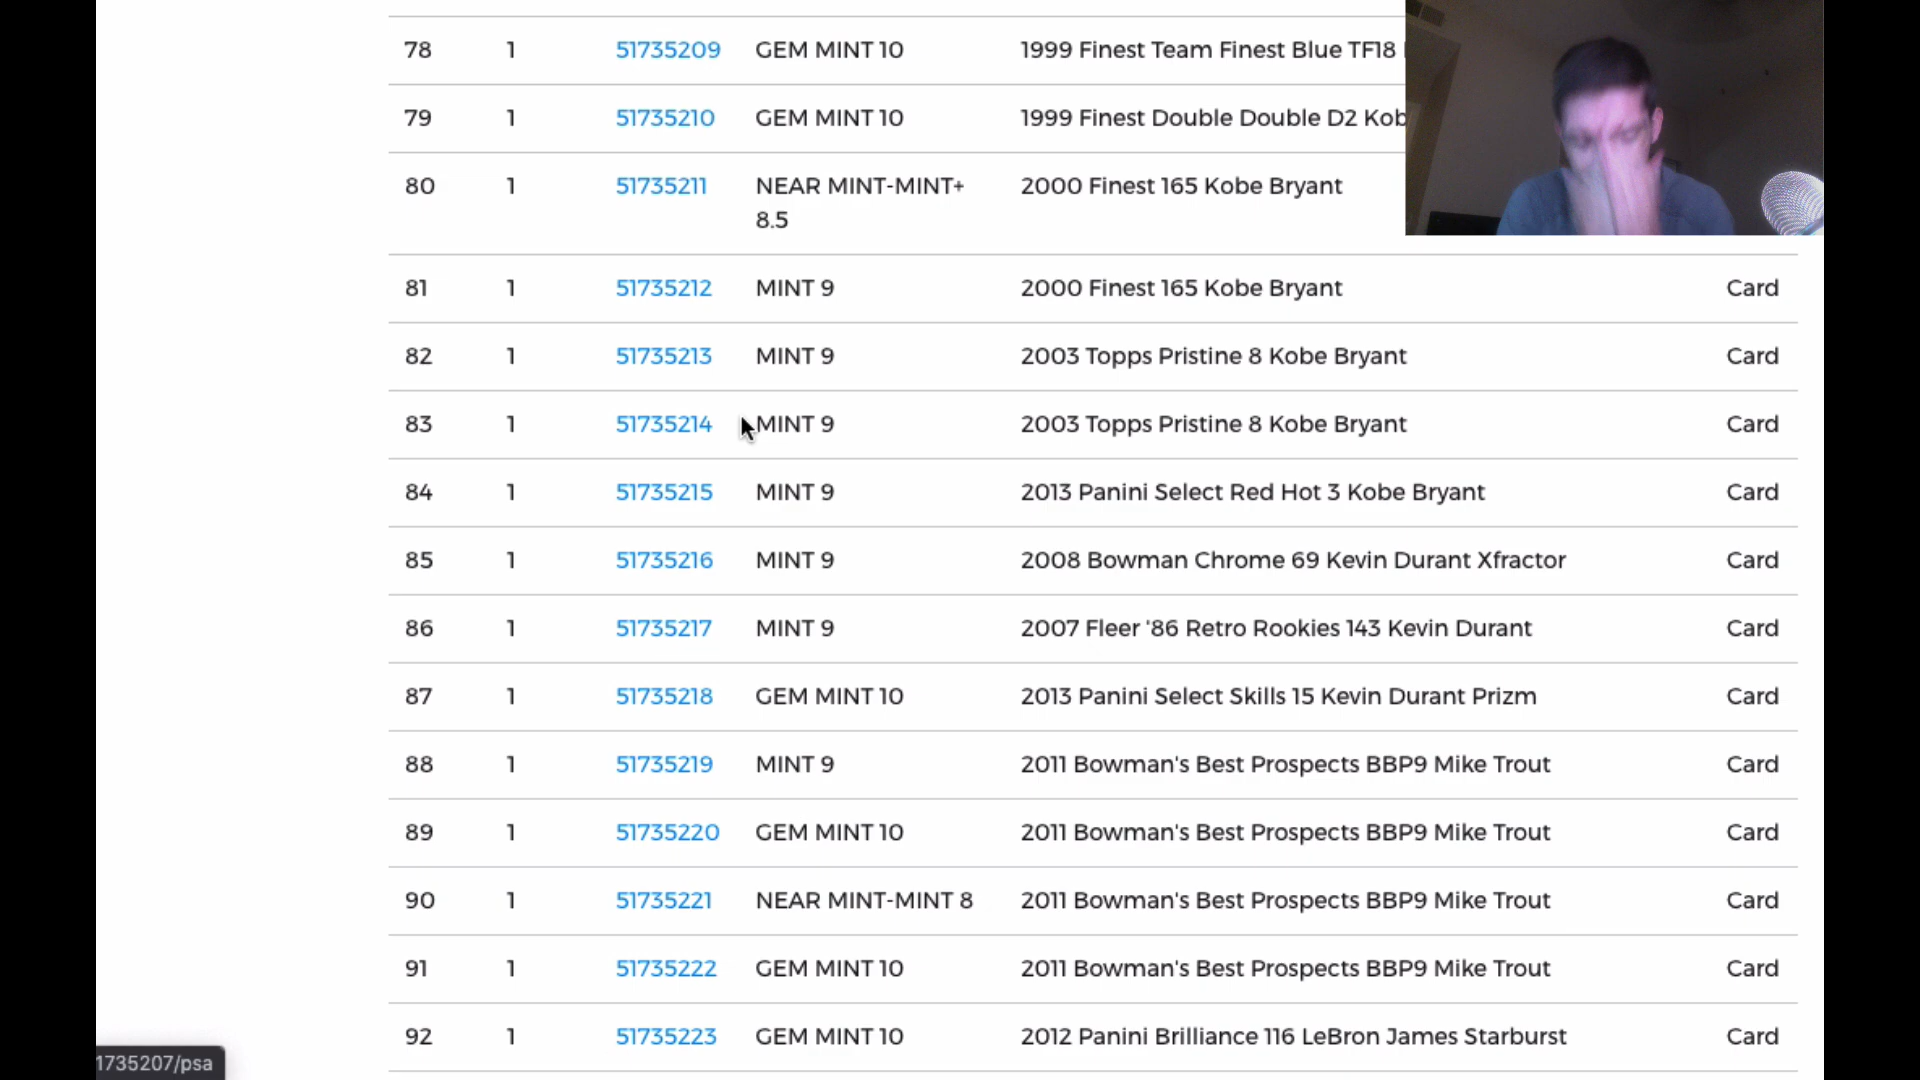 78 1 51735209 GEM MINT 10 1999 Finest Team Finest Blue TF18
79 1 51735210 GEM MINT 10 1999 Finest Double Double D2 Kob
80 1 51735211 NEAR MINT-MINT+ 2000 Finest 165 Kobe Bryant
8.5
81 1 51735212 MINT 9 2000 Finest 165 Kobe Bryant Card
82 1 51735213 MINT 9 2003 Topps Pristine 8 Kobe Bryant Card
83 1 51735214 MINT 9 2003 Topps Pristine 8 Kobe Bryant Card
84 1 51735215 MINT 9 2013 Panini Select Red Hot 3 Kobe Bryant Card
85 1 51735216 MINT 9 2008 Bowman Chrome 69 Kevin Durant Xfractor Card
86 1 51735217 MINT 9 2007 Fleer '86 Retro Rookies 143 Kevin Durant Card
87 1 51735218 GEM MINT 10 2013 Panini Select Skills 15 Kevin Durant Prizm Card
88 1 51735219 MINT 9 2011 Bowman's Best Prospects BBP9 Mike Trout Card
89 1 51735220 GEM MINT 10 2011 Bowman's Best Prospects BBP9 Mike Trout Card
90 1 51735221 NEAR MINT-MINT 8 2011 Bowman's Best Prospects BBP9 Mike Trout Card
91 1 51735222 GEM MINT 10 2011 Bowman's Best Prospects BBP9 Mike Trout Card
92 1 51735223 GEM MINT 10 2012 Panini Brilliance 116 LeBron James Starburst Card
1735207/psa